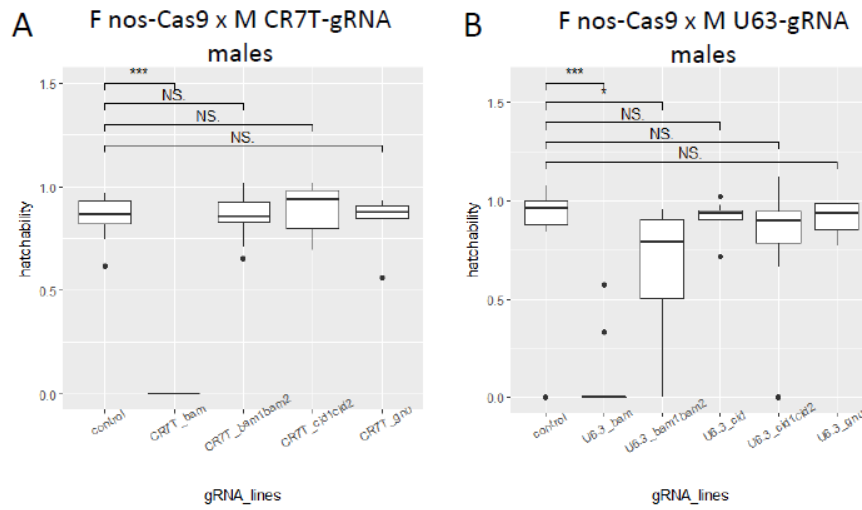 A
F nos-Cas9 x M CR7T-gRNA
males
***
NS.
NS.
NS.
1.5
1.0
0.5
0.0
hatchability
control
CR7T_bam
CR7T_bam1bam2
CR7T_cid1cid2
CR7T_gnu
gRNA_lines
B
F nos-Cas9 x M U63-gRNA
males
***
*
NS.
NS.
NS.
1.5
1.0
0.5
0.0
hatchability
control
U6.3_bam
U6.3_bam1bam2
U6.3_cid
U6.3_cid1cid2
U6.3_gnu
gRNA_lines